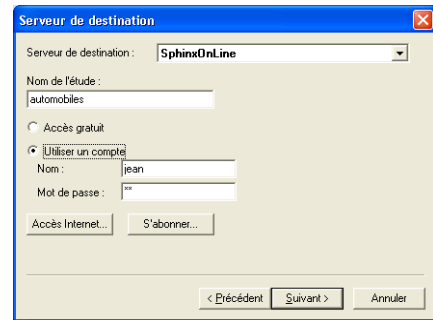 Serveur de destination
Serveur de destination : SphinxOnLine
Nom de l'étude :
automobiles
Accès gratuit
Utiliser un compte
Nom : jean
Mot de passe : **
Accès Internet... S'abonner...
< Précédent Suivant > Annuler